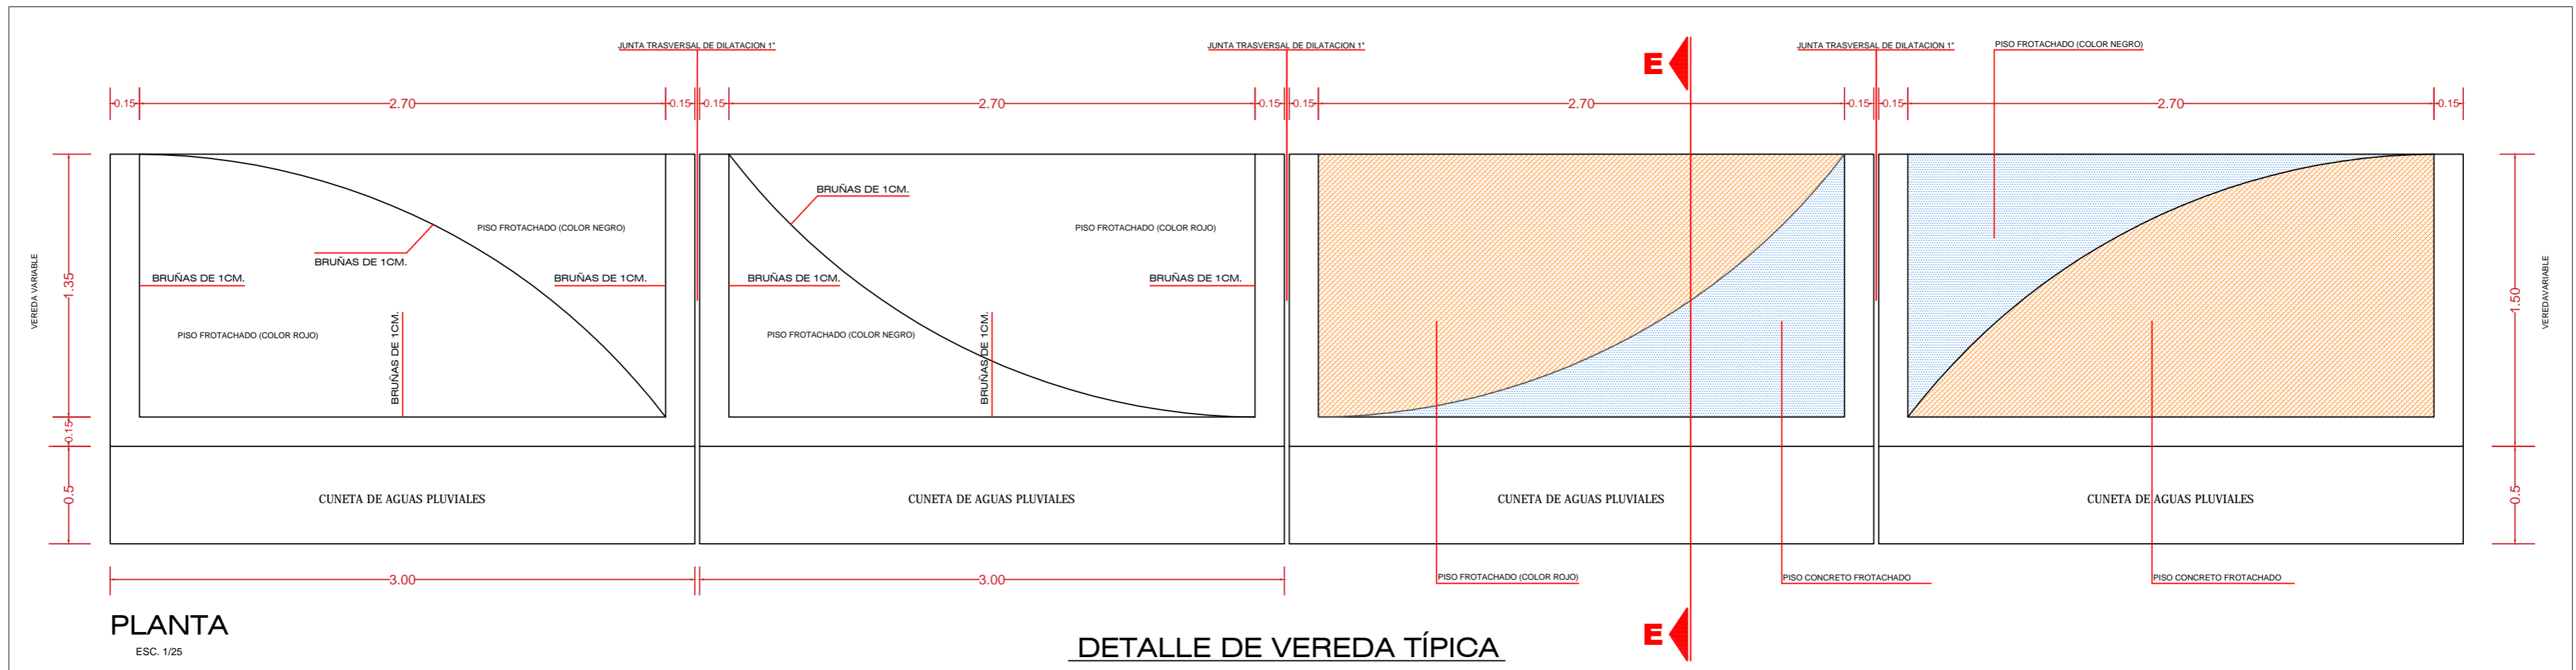 JUNTA TRASVERSAL DE DILATACION 1"
JUNTA TRASVERSAL DE DILATACION 1"
JUNTA TRASVERSAL DE DILATACION 1"
PISO FROTACHADO (COLOR NEGRO)
E
0.15
2.70
0.15
0.15
2.70
0.15
0.15
2.70
0.15
0.15
2.70
0.15
VEREDA VARIABLE
1.35
0.15
0.5
BRUÑAS DE 1CM.
BRUÑAS DE 1CM.
PISO FROTACHADO (COLOR NEGRO)
BRUÑAS DE 1CM.
PISO FROTACHADO (COLOR ROJO)
BRUÑAS DE 1CM.
BRUÑAS DE 1CM.
PISO FROTACHADO (COLOR ROJO)
BRUÑAS DE 1CM.
BRUÑAS DE 1CM.
PISO FROTACHADO (COLOR NEGRO)
BRUÑAS DE 1CM.
1.50
0.5
VEREDAVARIABLE
CUNETA DE AGUAS PLUVIALES
CUNETA DE AGUAS PLUVIALES
CUNETA DE AGUAS PLUVIALES
CUNETA DE AGUAS PLUVIALES
3.00
3.00
PISO FROTACHADO (COLOR ROJO)
PISO CONCRETO FROTACHADO
PISO CONCRETO FROTACHADO
PLANTA
ESC. 1/25
DETALLE DE VEREDA TÍPICA
E